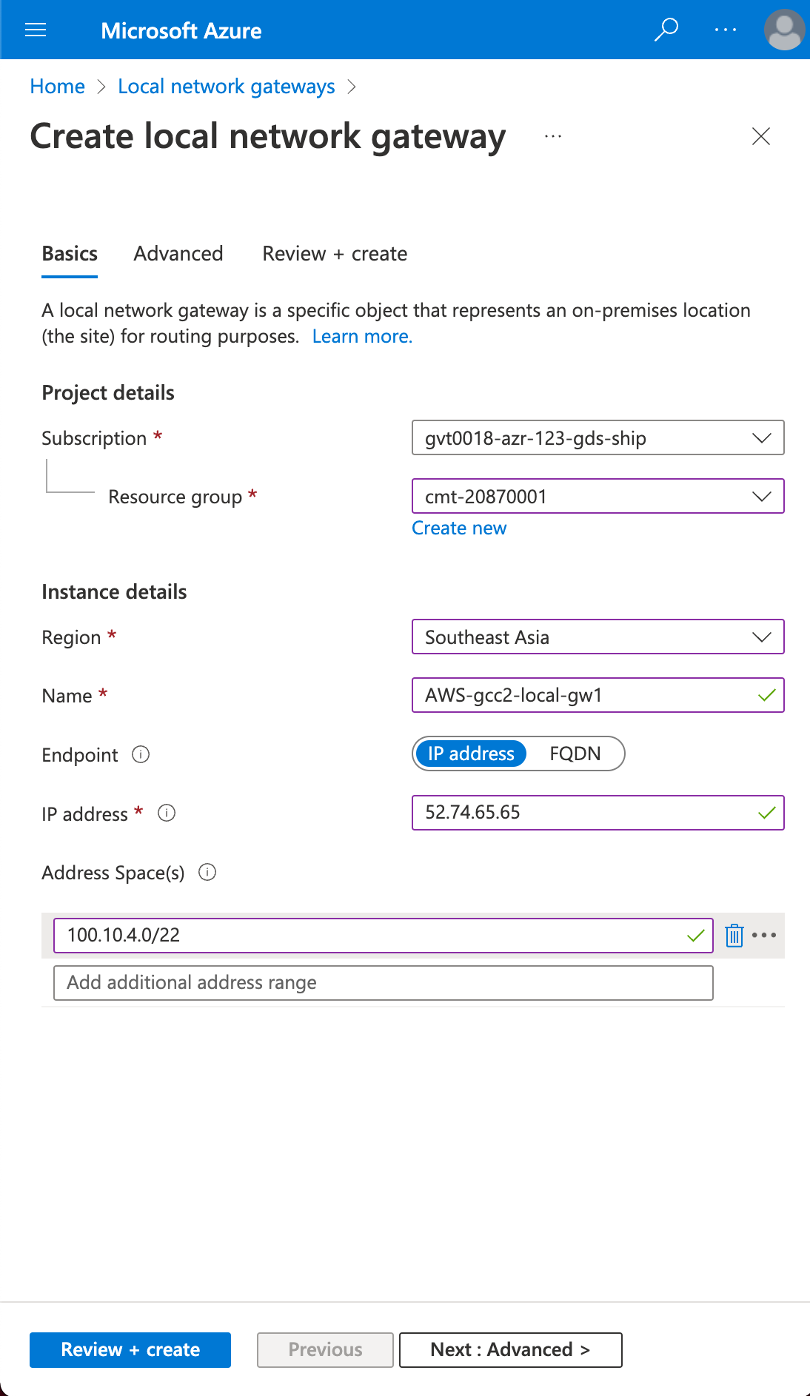 Microsoft Azure
Home > Local network gateways >
Create local network gateway ...
Basics Advanced Review + create
A local network gateway is a specific object that represents an on-premises location
(the site) for routing purposes. Learn more.
Project details
Subscription * gvt0018-azr-123-gds-ship
Resource group * cmt-20870001
Create new
Instance details
Region * Southeast Asia
Name * AWS-gcc2-local-gw1
Endpoint IP address FQDN
IP address * 52.74.65.65
Address Space(s)
100.10.4.0/22
Add additional address range
Review + create Previous Next : Advanced >